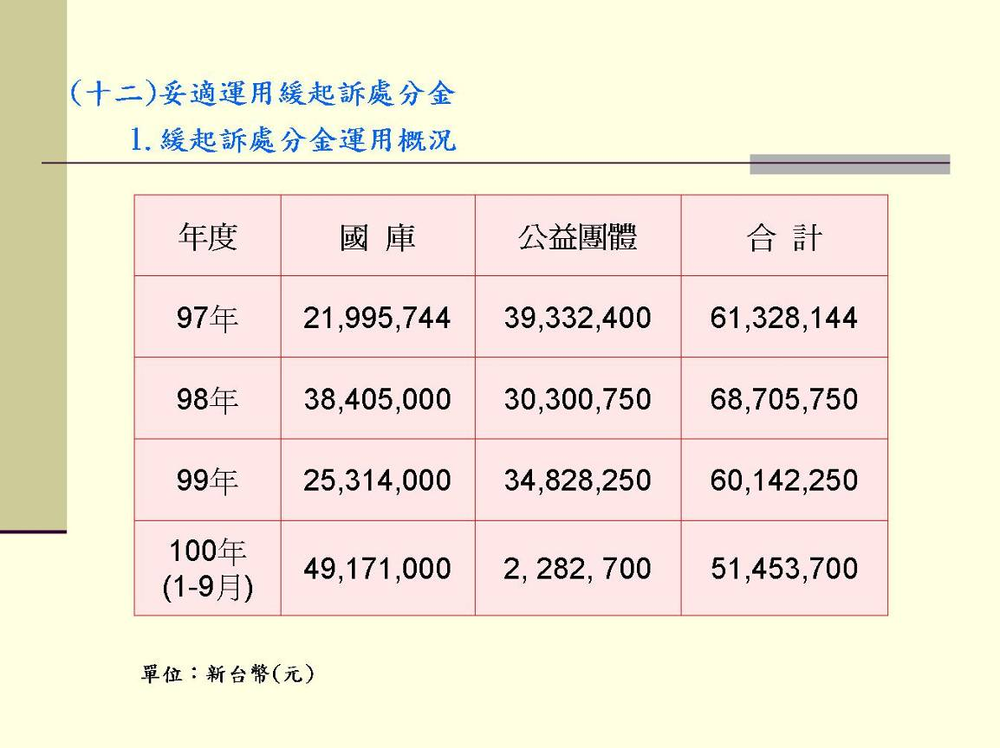 (十二)妥適運用緩起訴處分金
1.緩起訴處分金運用概況
年度 國 庫 公益團體 合 計
97年 21,995,744 39,332,400 61,328,144
98年 38,405,000 30,300,750 68,705,750
99年 25,314,000 34,828,250 60,142,250
100年
(1-9月) 49,171,000 2, 282, 700 51,453,700
單位：新台幣(元)